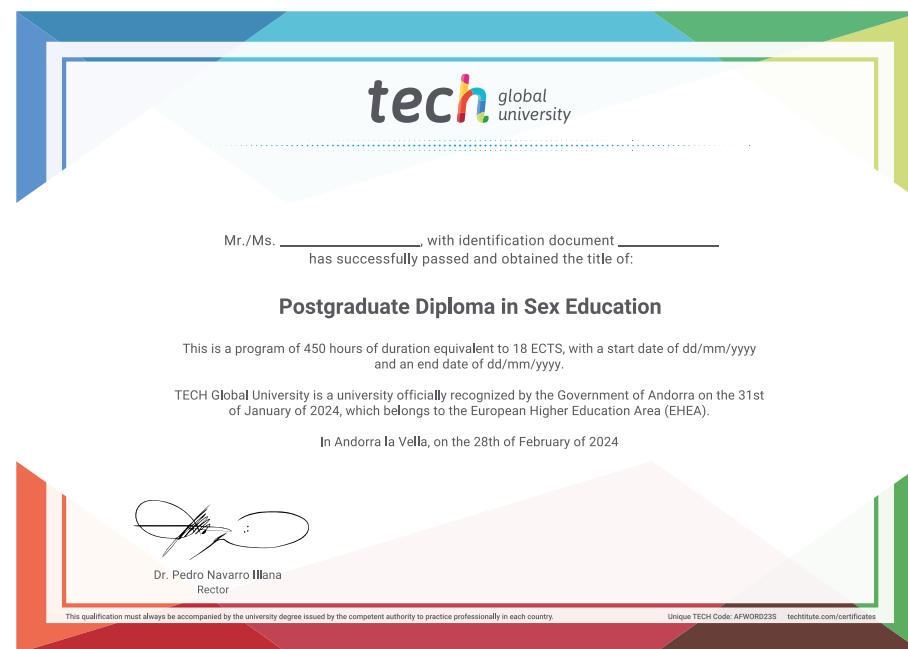 tech global university
Mr./Ms. ____________, with identification document ____________
has successfully passed and obtained the title of:
Postgraduate Diploma in Sex Education
This is a program of 450 hours of duration equivalent to 18 ECTS, with a start date of dd/mm/yyyy
and an end date of dd/mm/yyyy.
TECH Global University is a university officially recognized by the Government of Andorra on the 31st
of January of 2024, which belongs to the European Higher Education Area (EHEA).
In Andorra la Vella, on the 28th of February of 2024
Dr. Pedro Navarro Illana
Rector
This qualification must always be accompanied by the university degree issued by the competent authority to practice professionally in each country.
Unique TECH Code: AFWORD23S techtitute.com/certificates